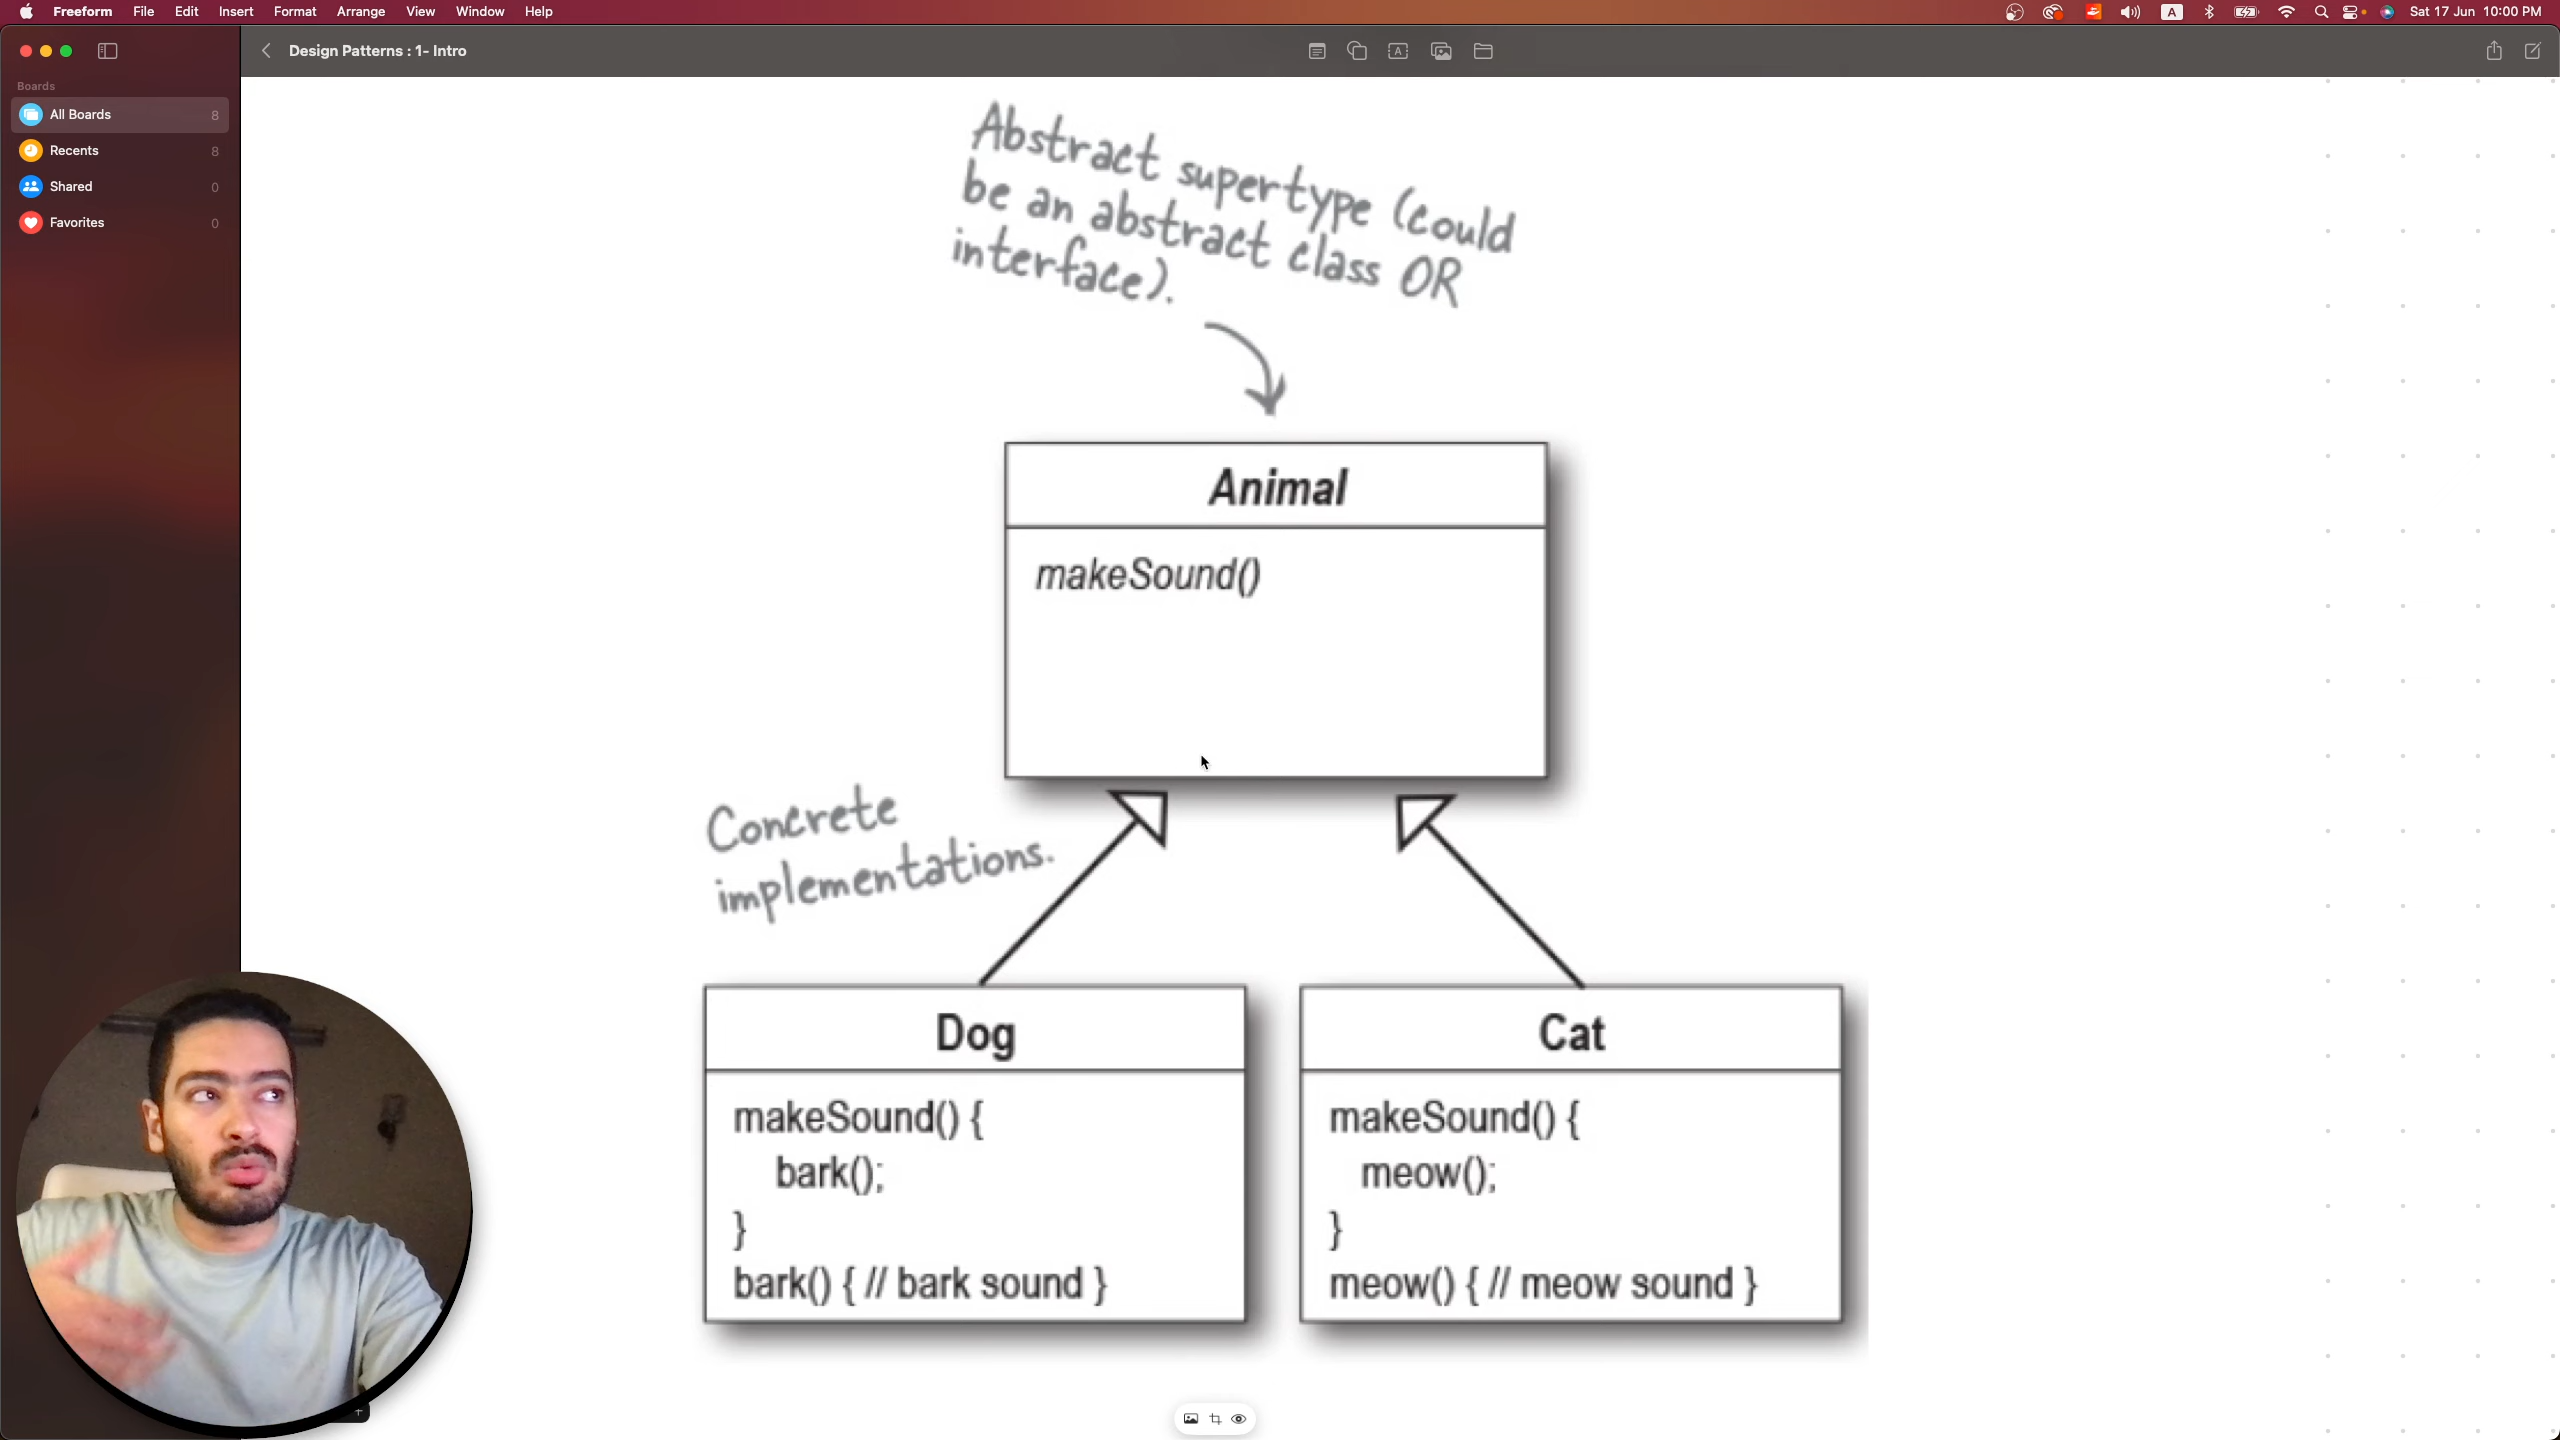 Freeform File Edit Insert Format Arrange View Window Help
A
Sat 17 Jun 10:00 PM
Design Patterns : 1- Intro
A
Boards
All Boards 8
Recents 8
Shared 0
Favorites 0
Abstract supertype (could
be an abstract class OR
interface).
Animal
makeSound()
Concrete
implementations.
Dog
makeSound() {
bark();
}
bark() { // bark sound }
Cat
makeSound() {
meow();
}
meow() { // meow sound }